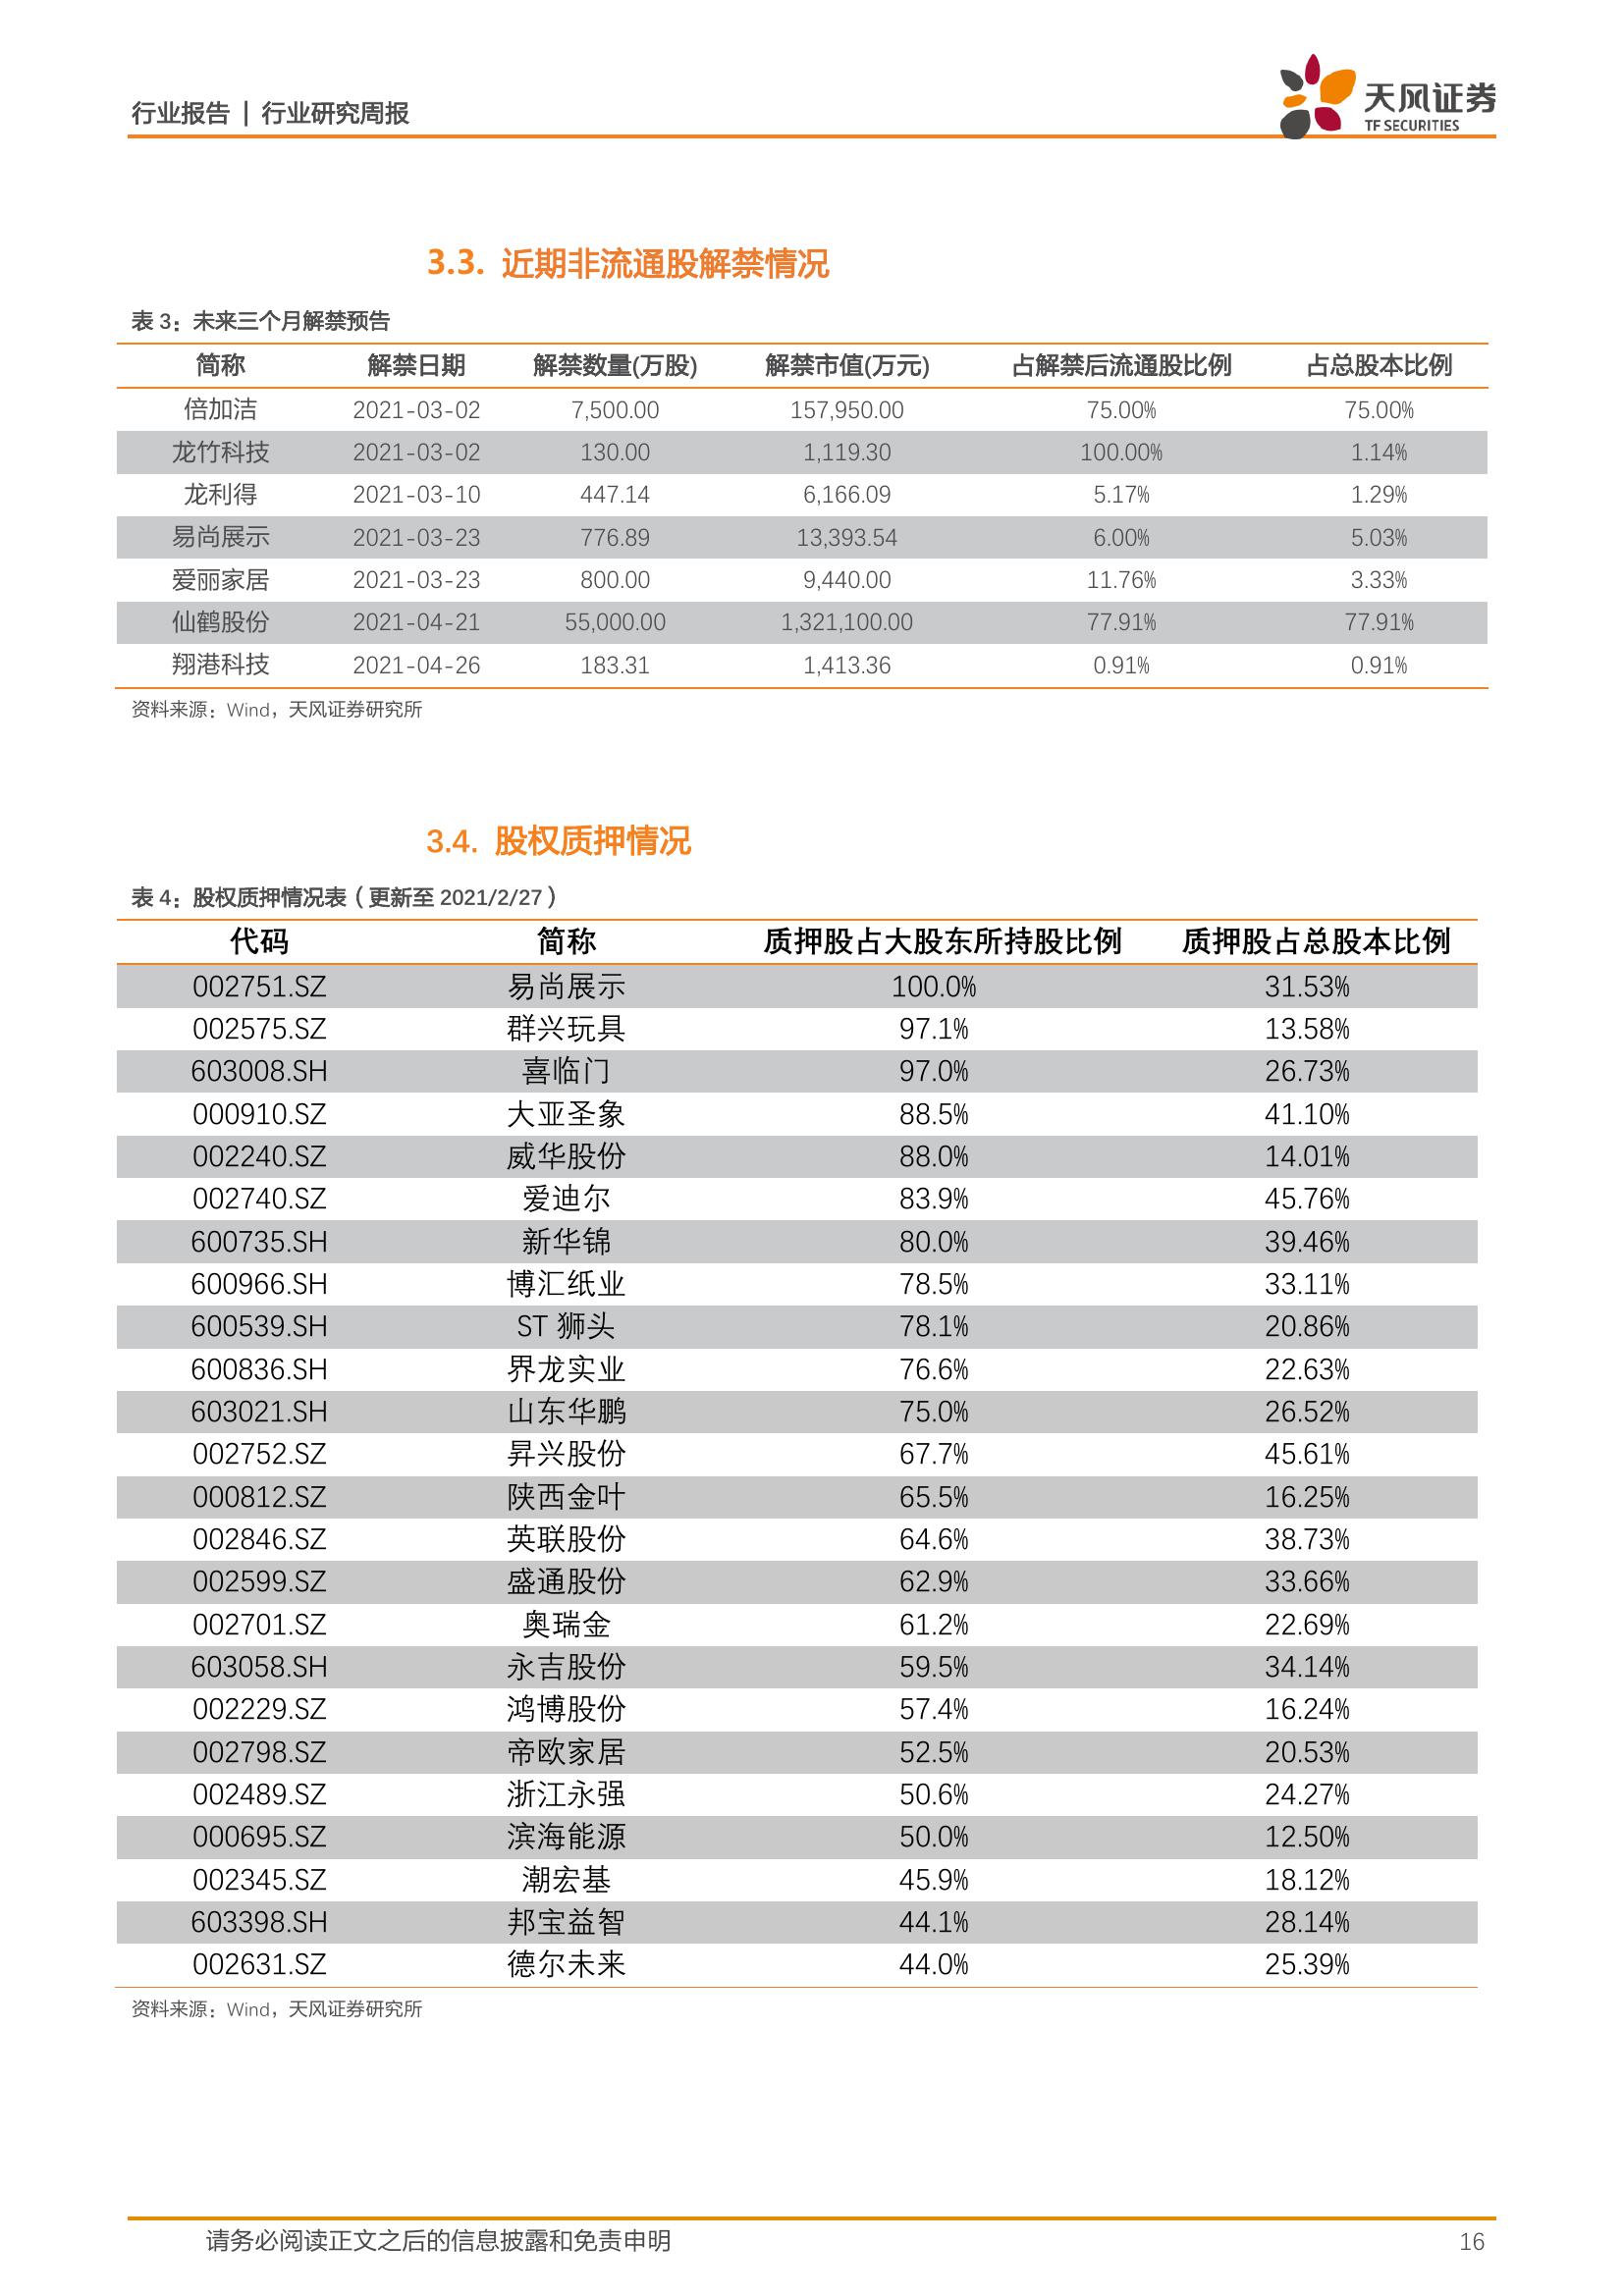 行业报告 | 行业研究周报
天风证券
TF SECURITIES
3.3. 近期非流通股解禁情况
表 3：未来三个月解禁预告
简称 解禁日期 解禁数量(万股) 解禁市值(万元) 占解禁后流通股比例 占总股本比例
倍加洁 2021-03-02 7,500.00 157,950.00 75.00% 75.00%
龙竹科技 2021-03-02 130.00 1,119.30 100.00% 1.14%
龙利得 2021-03-10 447.14 6,166.09 5.17% 1.29%
易尚展示 2021-03-23 776.89 13,393.54 6.00% 5.03%
爱丽家居 2021-03-23 800.00 9,440.00 11.76% 3.33%
仙鹤股份 2021-04-21 55,000.00 1,321,100.00 77.91% 77.91%
翔港科技 2021-04-26 183.31 1,413.36 0.91% 0.91%
资料来源：Wind，天风证券研究所
3.4. 股权质押情况
表 4：股权质押情况表（更新至 2021/2/27）
代码 简称 质押股占大股东所持股比例 质押股占总股本比例
002751.SZ 易尚展示 100.0% 31.53%
002575.SZ 群兴玩具 97.1% 13.58%
603008.SH 喜临门 97.0% 26.73%
000910.SZ 大亚圣象 88.5% 41.10%
002240.SZ 威华股份 88.0% 14.01%
002740.SZ 爱迪尔 83.9% 45.76%
600735.SH 新华锦 80.0% 39.46%
600966.SH 博汇纸业 78.5% 33.11%
600539.SH ST 狮头 78.1% 20.86%
600836.SH 界龙实业 76.6% 22.63%
603021.SH 山东华鹏 75.0% 26.52%
002752.SZ 昇兴股份 67.7% 45.61%
000812.SZ 陕西金叶 65.5% 16.25%
002846.SZ 英联股份 64.6% 38.73%
002599.SZ 盛通股份 62.9% 33.66%
002701.SZ 奥瑞金 61.2% 22.69%
603058.SH 永吉股份 59.5% 34.14%
002229.SZ 鸿博股份 57.4% 16.24%
002798.SZ 帝欧家居 52.5% 20.53%
002489.SZ 浙江永强 50.6% 24.27%
000695.SZ 滨海能源 50.0% 12.50%
002345.SZ 潮宏基 45.9% 18.12%
603398.SH 邦宝益智 44.1% 28.14%
002631.SZ 德尔未来 44.0% 25.39%
资料来源：Wind，天风证券研究所
请务必阅读正文之后的信息披露和免责申明 16